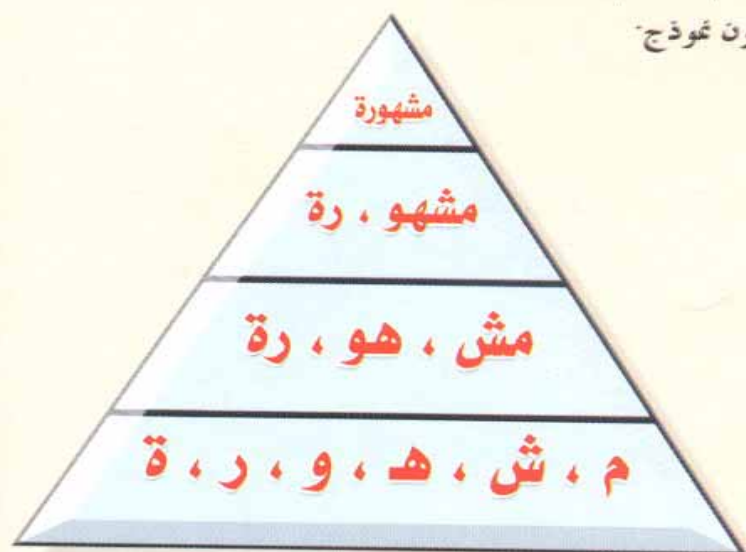 ون نموذج
مشهورة
مشهو ، رة
مش ، هو ، رة
م ، ش ، هـ ، و ، ر ، ة